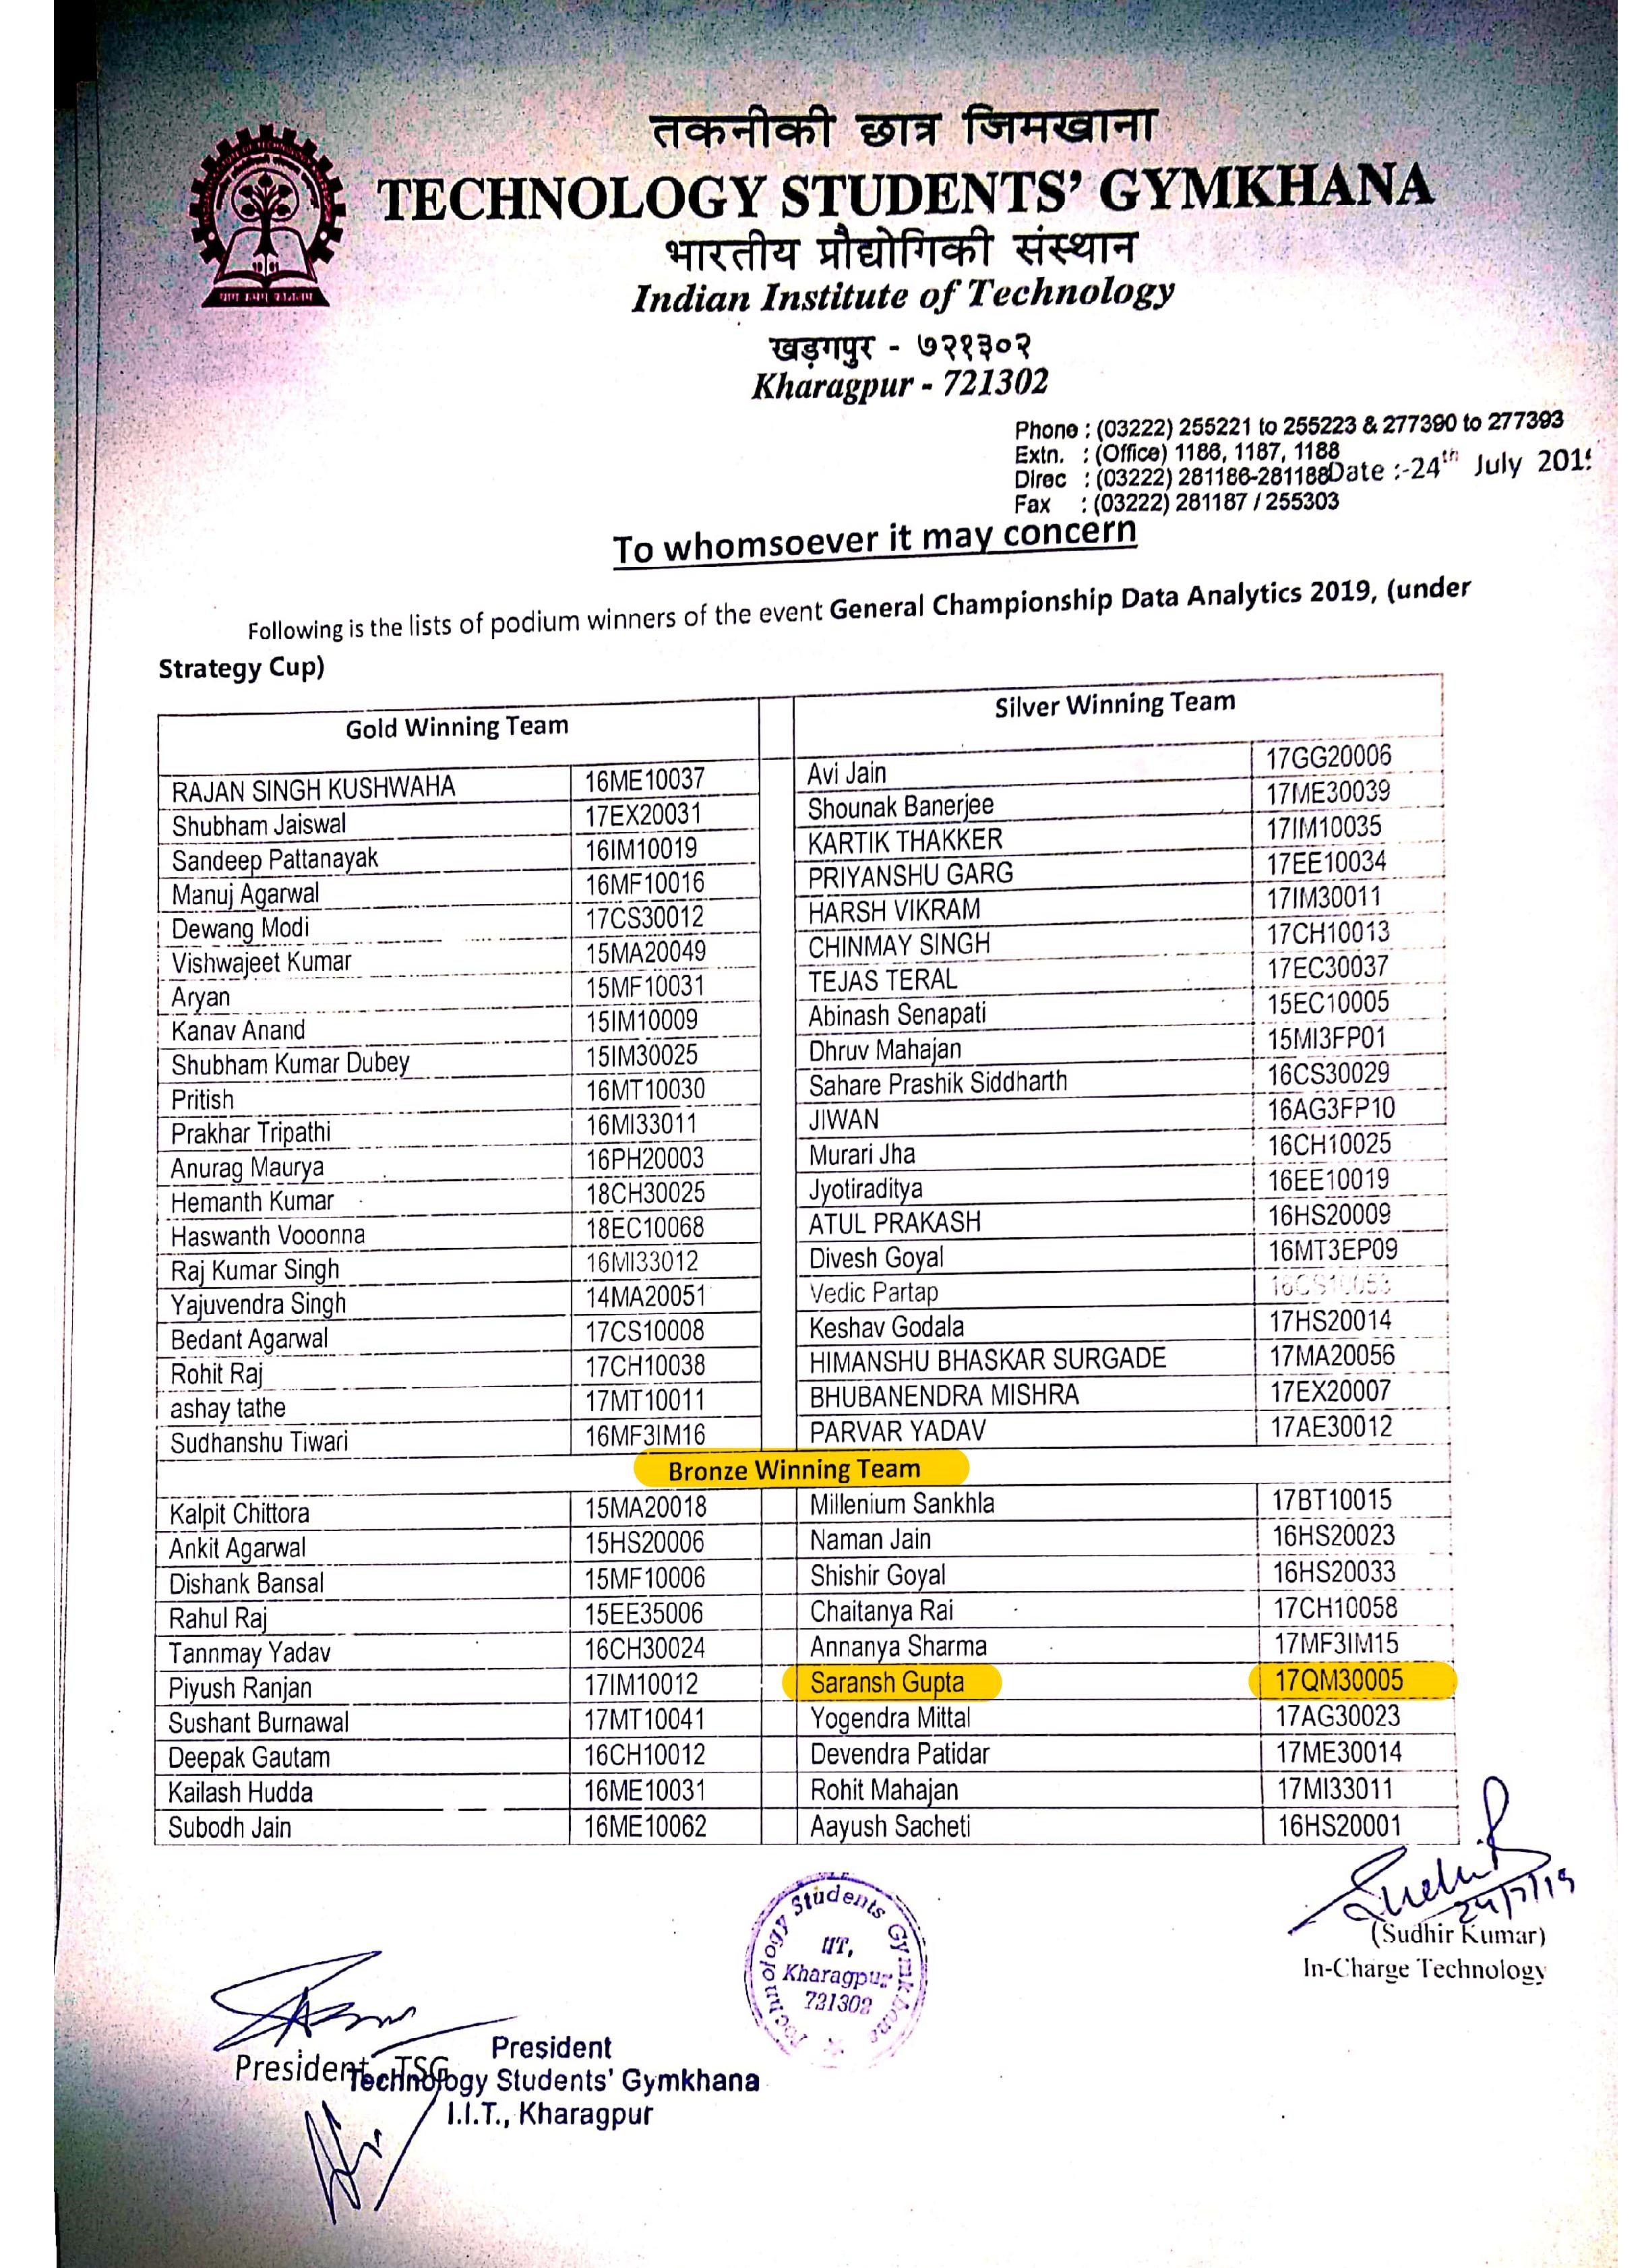 तकनीकी छात्र जिमखाना
TECHNOLOGY STUDENTS' GYMKHANA
भारतीय प्रौद्योगिकी संस्थान
Indian Institute of Technology
खड़गपुर - ७२१३०२
Kharagpur - 721302
Phone : (03222) 255221 to 255223 & 277390 to 277393
Extn. : (Office) 1186, 1187, 1188
Direc : (03222) 281186-281188
Date :-24th July 201
Fax : (03222) 281187 / 255303
To whomsoever it may concern
Following is the lists of podium winners of the event General Championship Data Analytics 2019, (under
Strategy Cup)
Gold Winning Team Silver Winning Team
RAJAN SINGH KUSHWAHA 16ME10037 Avi Jain 17GG20006
Shubham Jaiswal 17EX20031 Shounak Banerjee 17ME30039
Sandeep Pattanayak 16IM10019 KARTIK THAKKER 17IM10035
Manuj Agarwal 16MF10016 PRIYANSHU GARG 17EE10034
Dewang Modi 17CS30012 HARSH VIKRAM 17IM30011
Vishwajeet Kumar 15MA20049 CHINMAY SINGH 17CH10013
Aryan 15MF10031 TEJAS TERAL 17EC30037
Kanav Anand 15IM10009 Abinash Senapati 15EC10005
Shubham Kumar Dubey 15IM30025 Dhruv Mahajan 15MI3FP01
Pritish 16MT10030 Sahare Prashik Siddharth 16CS30029
Prakhar Tripathi 16MI33011 JIWAN 16AG3FP10
Anurag Maurya 16PH20003 Murari Jha 16CH10025
Hemanth Kumar 18CH30025 Jyotiraditya 16EE10019
Haswanth Vooonna 18EC10068 ATUL PRAKASH 16HS20009
Raj Kumar Singh 16MI33012 Divesh Goyal 16MT3EP09
Yajuvendra Singh 14MA20051 Vedic Partap
Bedant Agarwal 17CS10008 Keshav Godala 17HS20014
Rohit Raj 17CH10038 HIMANSHU BHASKAR SURGADE 17MA20056
ashay tathe 17MT10011 BHUBANENDRA MISHRA 17EX20007
Sudhanshu Tiwari 16MF3IM16 PARVAR YADAV 17AE30012
Bronze Winning Team
Kalpit Chittora 15MA20018 Millenium Sankhla 17BT10015
Ankit Agarwal 15HS20006 Naman Jain 16HS20023
Dishank Bansal 15MF10006 Shishir Goyal 16HS20033
Rahul Raj 15EE35006 Chaitanya Rai 17CH10058
Tannmay Yadav 16CH30024 Annanya Sharma 17MF3IM15
Piyush Ranjan 17IM10012 Saransh Gupta 17QM30005
Sushant Burnawal 17MT10041 Yogendra Mittal 17AG30023
Deepak Gautam 16CH10012 Devendra Patidar 17ME30014
Kailash Hudda 16ME10031 Rohit Mahajan 17MI33011
Subodh Jain 16ME10062 Aayush Sacheti 16HS20001
24/7/19
(Sudhir Kumar)
In-Charge Technology
Technology Students Gymkhana
IIT,
Kharagpur
721302
President, TSG
President
Technology Students' Gymkhana
I.I.T., Kharagpur